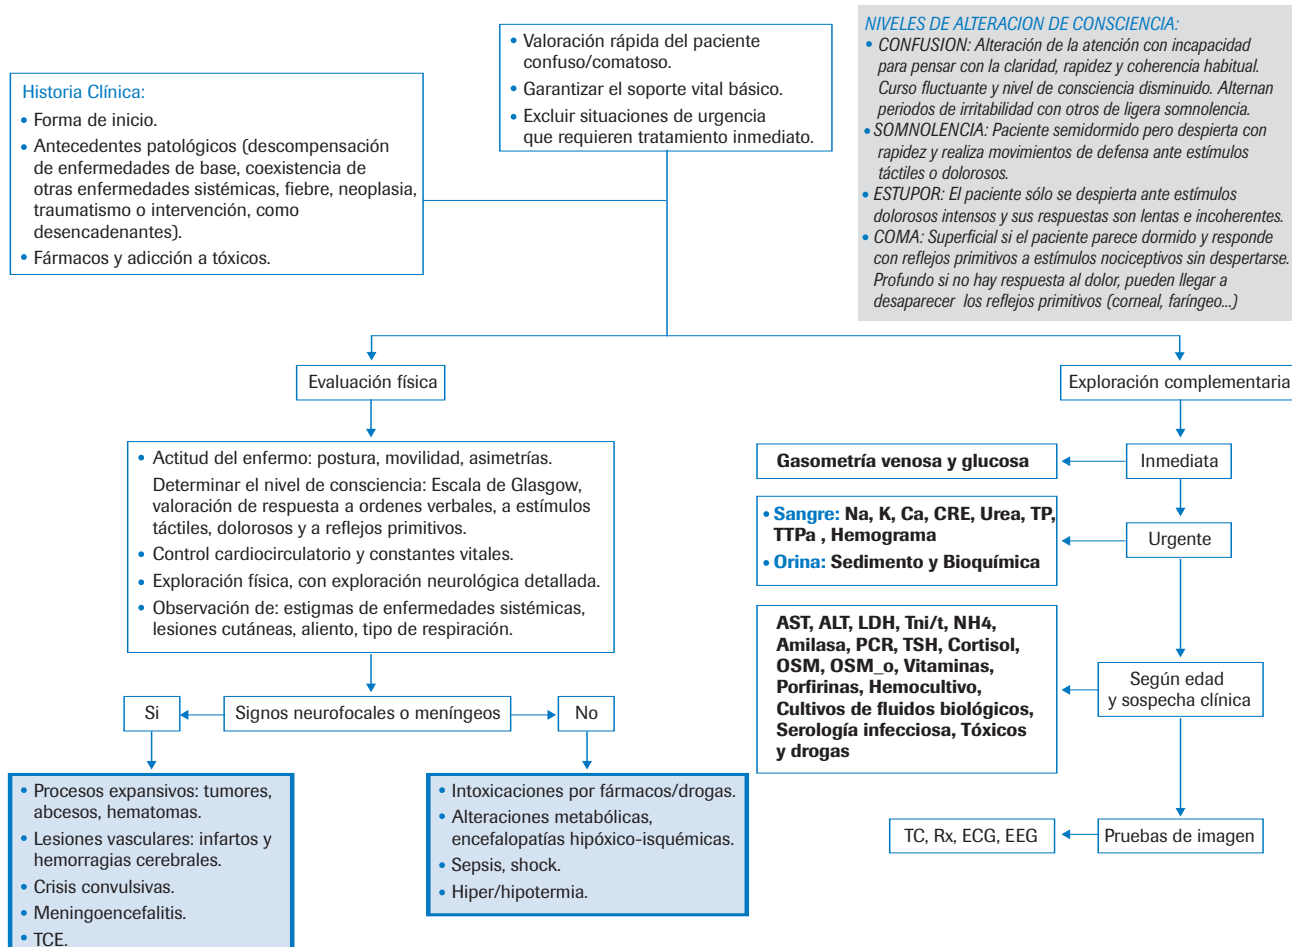 • Valoración rápida del paciente
confuso/comatoso.
• Garantizar el soporte vital básico.
• Excluir situaciones de urgencia
que requieren tratamiento inmediato.
NIVELES DE ALTERACION DE CONSCIENCIA:
• CONFUSION: Alteración de la atención con incapacidad
para pensar con la claridad, rapidez y coherencia habitual.
Curso fluctuante y nivel de consciencia disminuido. Alternan
periodos de irritabilidad con otros de ligera somnolencia.
• SOMNOLENCIA: Paciente semidormido pero despierta con
rapidez y realiza movimientos de defensa ante estímulos
táctiles o dolorosos.
• ESTUPOR: El paciente sólo se despierta ante estímulos
dolorosos intensos y sus respuestas son lentas e incoherentes.
• COMA: Superficial si el paciente parece dormido y responde
con reflejos primitivos a estímulos nociceptivos sin despertarse.
Profundo si no hay respuesta al dolor, pueden llegar a
desaparecer los reflejos primitivos (corneal, faríngeo...)
Historia Clínica:
• Forma de inicio.
• Antecedentes patológicos (descompensación
de enfermedades de base, coexistencia de
otras enfermedades sistémicas, fiebre, neoplasia,
traumatismo o intervención, como
desencadenantes).
• Fármacos y adicción a tóxicos.
Evaluación física
• Actitud del enfermo: postura, movilidad, asimetrías.
Determinar el nivel de consciencia: Escala de Glasgow,
valoración de respuesta a ordenes verbales, a estímulos
táctiles, dolorosos y a reflejos primitivos.
• Control cardiocirculatorio y constantes vitales.
• Exploración física, con exploración neurológica detallada.
• Observación de: estigmas de enfermedades sistémicas,
lesiones cutáneas, aliento, tipo de respiración.
Si
Signos neurofocales o meníngeos
No
• Procesos expansivos: tumores,
abcesos, hematomas.
• Lesiones vasculares: infartos y
hemorragias cerebrales.
• Crisis convulsivas.
• Meningoencefalitis.
• TCE.
• Intoxicaciones por fármacos/drogas.
• Alteraciones metabólicas,
encefalopatías hipóxico-isquémicas.
• Sepsis, shock.
• Hiper/hipotermia.
Exploración complementaria
Gasometría venosa y glucosa
Inmediata
• Sangre: Na, K, Ca, CRE, Urea, TP,
TTPa , Hemograma
• Orina: Sedimento y Bioquímica
Urgente
AST, ALT, LDH, Tni/t, NH4,
Amilasa, PCR, TSH, Cortisol,
OSM, OSM_o, Vitaminas,
Porfirinas, Hemocultivo,
Cultivos de fluidos biológicos,
Serología infecciosa, Tóxicos
y drogas
Según edad
y sospecha clínica
TC, Rx, ECG, EEG
Pruebas de imagen